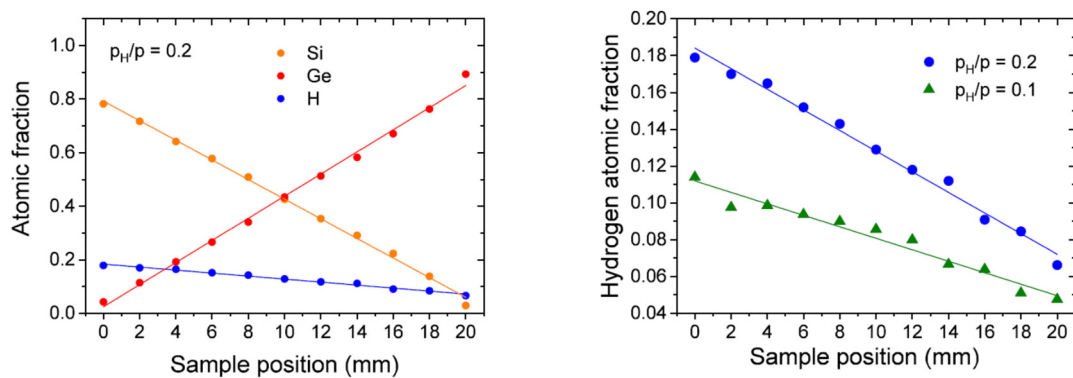 1.0
0.8
0.6
0.4
0.2
0.0
Atomic fraction
p_H/p = 0.2
Si
Ge
H
0 2 4 6 8 10 12 14 16 18 20
Sample position (mm)
0.20
0.18
0.16
0.14
0.12
0.10
0.08
0.06
0.04
Hydrogen atomic fraction
p_H/p = 0.2
p_H/p = 0.1
0 2 4 6 8 10 12 14 16 18 20
Sample position (mm)